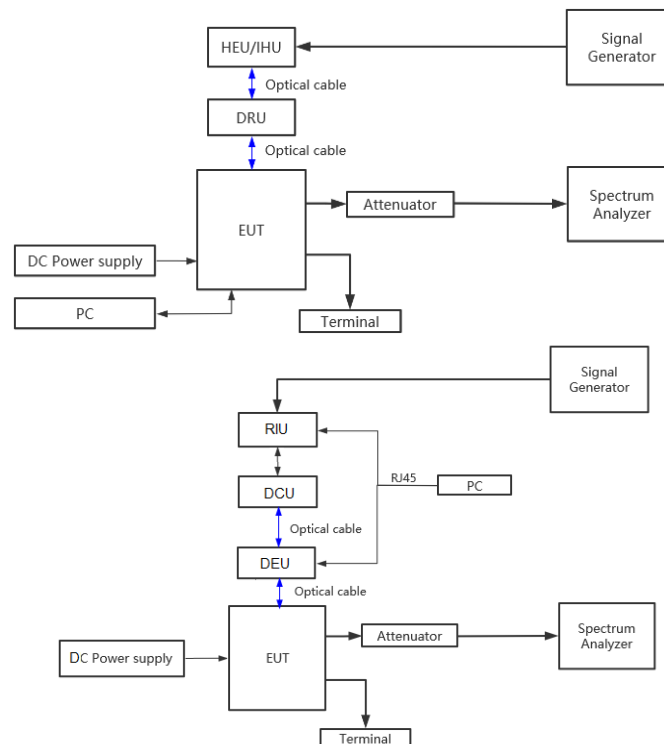 HEU/IHU
Signal
Generator
Optical cable
DRU
Optical cable
EUT
Attenuator
Spectrum
Analyzer
DC Power supply
PC
Terminal
Signal
Generator
RIU
RJ45
PC
DCU
Optical cable
DEU
Optical cable
EUT
Attenuator
Spectrum
Analyzer
DC Power supply
Terminal